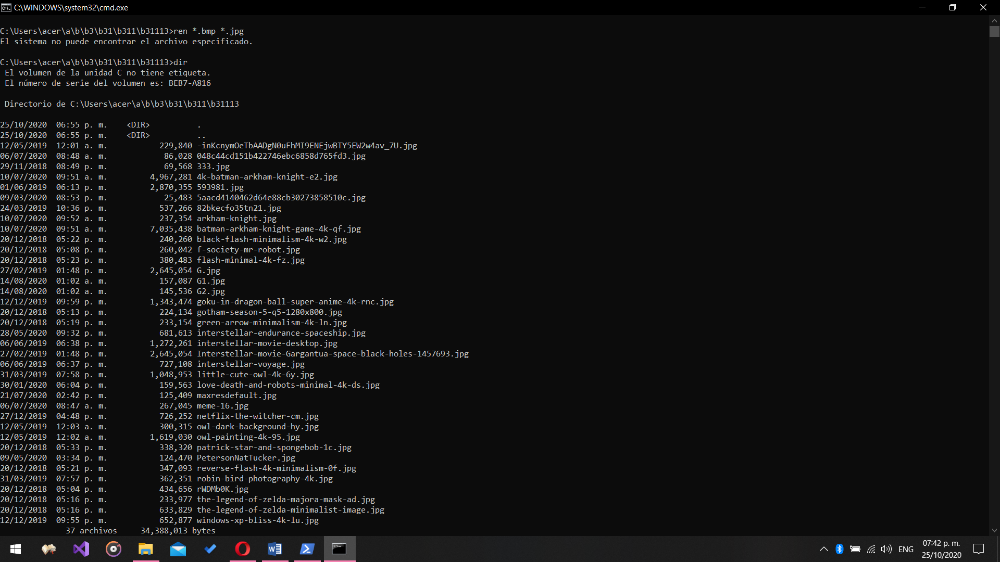 C:\WINDOWS\system32\cmd.exe
C:\Users\acer\a\b\b3\b31\b311\b31113>ren *.bmp *.jpg
El sistema no puede encontrar el archivo especificado.
C:\Users\acer\a\b\b3\b31\b311\b31113>dir
El volumen de la unidad C no tiene etiqueta.
El número de serie del volumen es: BEB7-A816
Directorio de C:\Users\acer\a\b\b3\b31\b311\b31113
25/10/2020 06:55 p. m. <DIR> .
25/10/2020 06:55 p. m. <DIR> ..
12/05/2019 12:01 a. m. 229,840 -inKcnymOeTbAADgN0uFhMI9ENEjwBTY5EW2w4av_7U.jpg
06/07/2020 08:48 a. m. 86,028 048c44cd151b422746ebc6858d765fd3.jpg
29/11/2018 08:49 p. m. 69,568 333.jpg
10/07/2020 09:51 a. m. 4,967,281 4k-batman-arkham-knight-e2.jpg
01/06/2019 06:13 p. m. 2,870,355 593981.jpg
09/03/2020 08:53 p. m. 25,483 5aacd4140462d64e88cb30273858510c.jpg
24/03/2019 10:36 p. m. 537,266 82bkecfo35tn21.jpg
10/07/2020 09:52 a. m. 237,354 arkham-knight.jpg
10/07/2020 09:51 a. m. 7,035,438 batman-arkham-knight-game-4k-qf.jpg
20/12/2018 05:22 p. m. 240,260 black-flash-minimalism-4k-w2.jpg
20/12/2018 05:08 p. m. 260,042 f-society-mr-robot.jpg
20/12/2018 05:23 p. m. 380,483 flash-minimal-4k-fz.jpg
27/02/2019 01:48 p. m. 2,645,054 G.jpg
14/08/2020 01:02 a. m. 157,087 G1.jpg
14/08/2020 01:02 a. m. 145,536 G2.jpg
12/12/2019 09:59 p. m. 1,343,474 goku-in-dragon-ball-super-anime-4k-rnc.jpg
20/12/2018 05:13 p. m. 224,134 gotham-season-5-q5-1280x800.jpg
20/12/2018 05:19 p. m. 233,154 green-arrow-minimalism-4k-ln.jpg
28/05/2020 09:32 p. m. 681,613 interstellar-endurance-spaceship.jpg
06/06/2019 06:38 p. m. 1,272,261 interstellar-movie-desktop.jpg
27/02/2019 01:48 p. m. 2,645,054 Interstellar-movie-Gargantua-space-black-holes-1457693.jpg
06/06/2019 06:37 p. m. 727,108 interstellar-voyage.jpg
31/03/2019 07:58 p. m. 1,048,953 little-cute-owl-4k-6y.jpg
30/01/2020 06:04 p. m. 159,563 love-death-and-robots-minimal-4k-ds.jpg
21/07/2020 02:42 p. m. 125,409 maxresdefault.jpg
06/07/2020 08:47 a. m. 267,045 meme-16.jpg
27/12/2019 04:48 p. m. 726,252 netflix-the-witcher-cm.jpg
12/05/2019 12:03 a. m. 300,315 owl-dark-background-hy.jpg
12/05/2019 12:02 a. m. 1,619,030 owl-painting-4k-95.jpg
20/12/2018 05:33 p. m. 338,320 patrick-star-and-spongebob-1c.jpg
09/05/2020 03:34 p. m. 124,470 PetersonNatTucker.jpg
20/12/2018 05:21 p. m. 347,093 reverse-flash-4k-minimalism-0f.jpg
31/03/2019 07:57 p. m. 362,351 robin-bird-photography-4k.jpg
20/12/2018 05:04 p. m. 434,656 rWDMb0K.jpg
20/12/2018 05:16 p. m. 233,977 the-legend-of-zelda-majora-mask-ad.jpg
20/12/2018 05:16 p. m. 633,829 the-legend-of-zelda-minimalist-image.jpg
12/12/2019 09:55 p. m. 652,877 windows-xp-bliss-4k-lu.jpg
37 archivos 34,388,013 bytes
ENG
07:42 p. m.
25/10/2020